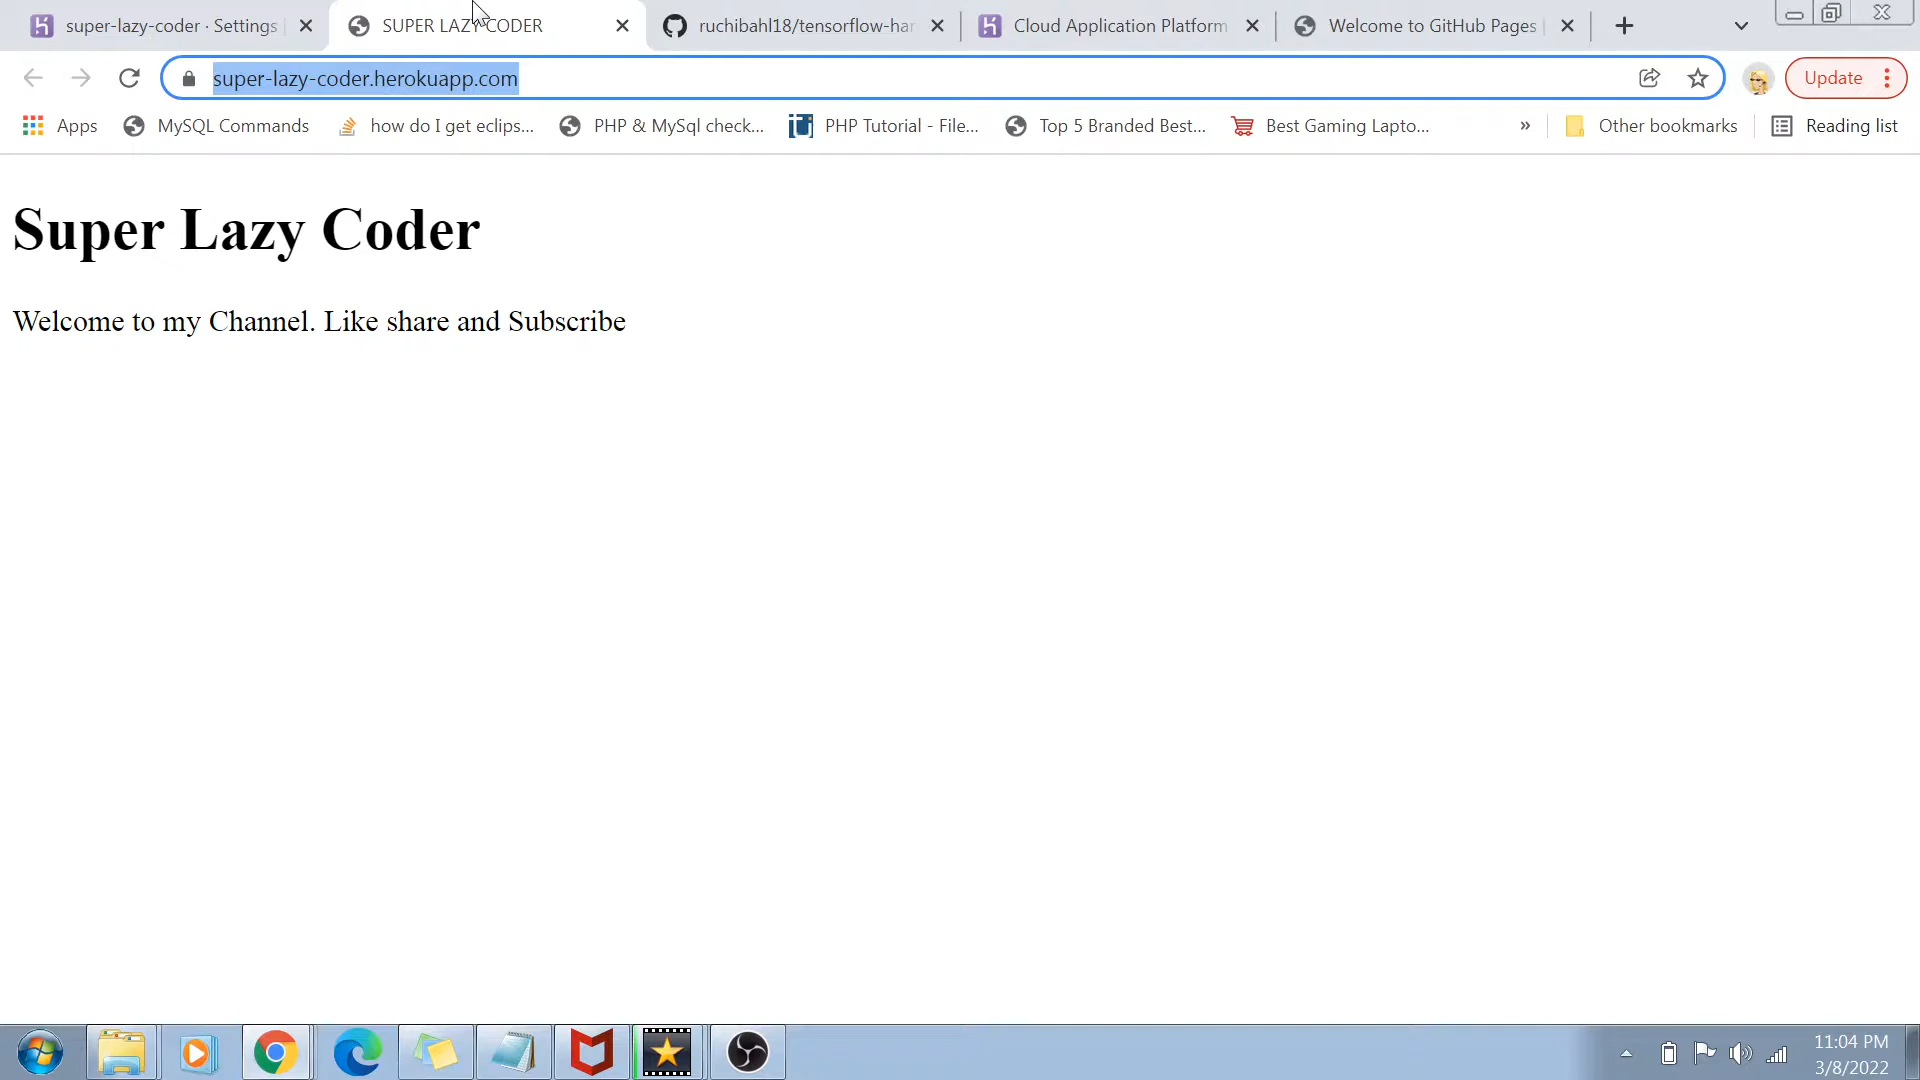 super-lazy-coder · Settings
SUPER LAZY CODER
ruchibahl18/tensorflow-har
Cloud Application Platform
Welcome to GitHub Pages
super-lazy-coder.herokuapp.com
Update
Apps
MySQL Commands
how do I get eclips...
PHP & MySql check...
PHP Tutorial - File...
Top 5 Branded Best...
Best Gaming Lapto...
»
Other bookmarks
Reading list
Super Lazy Coder
Welcome to my Channel. Like share and Subscribe
11:04 PM
3/8/2022